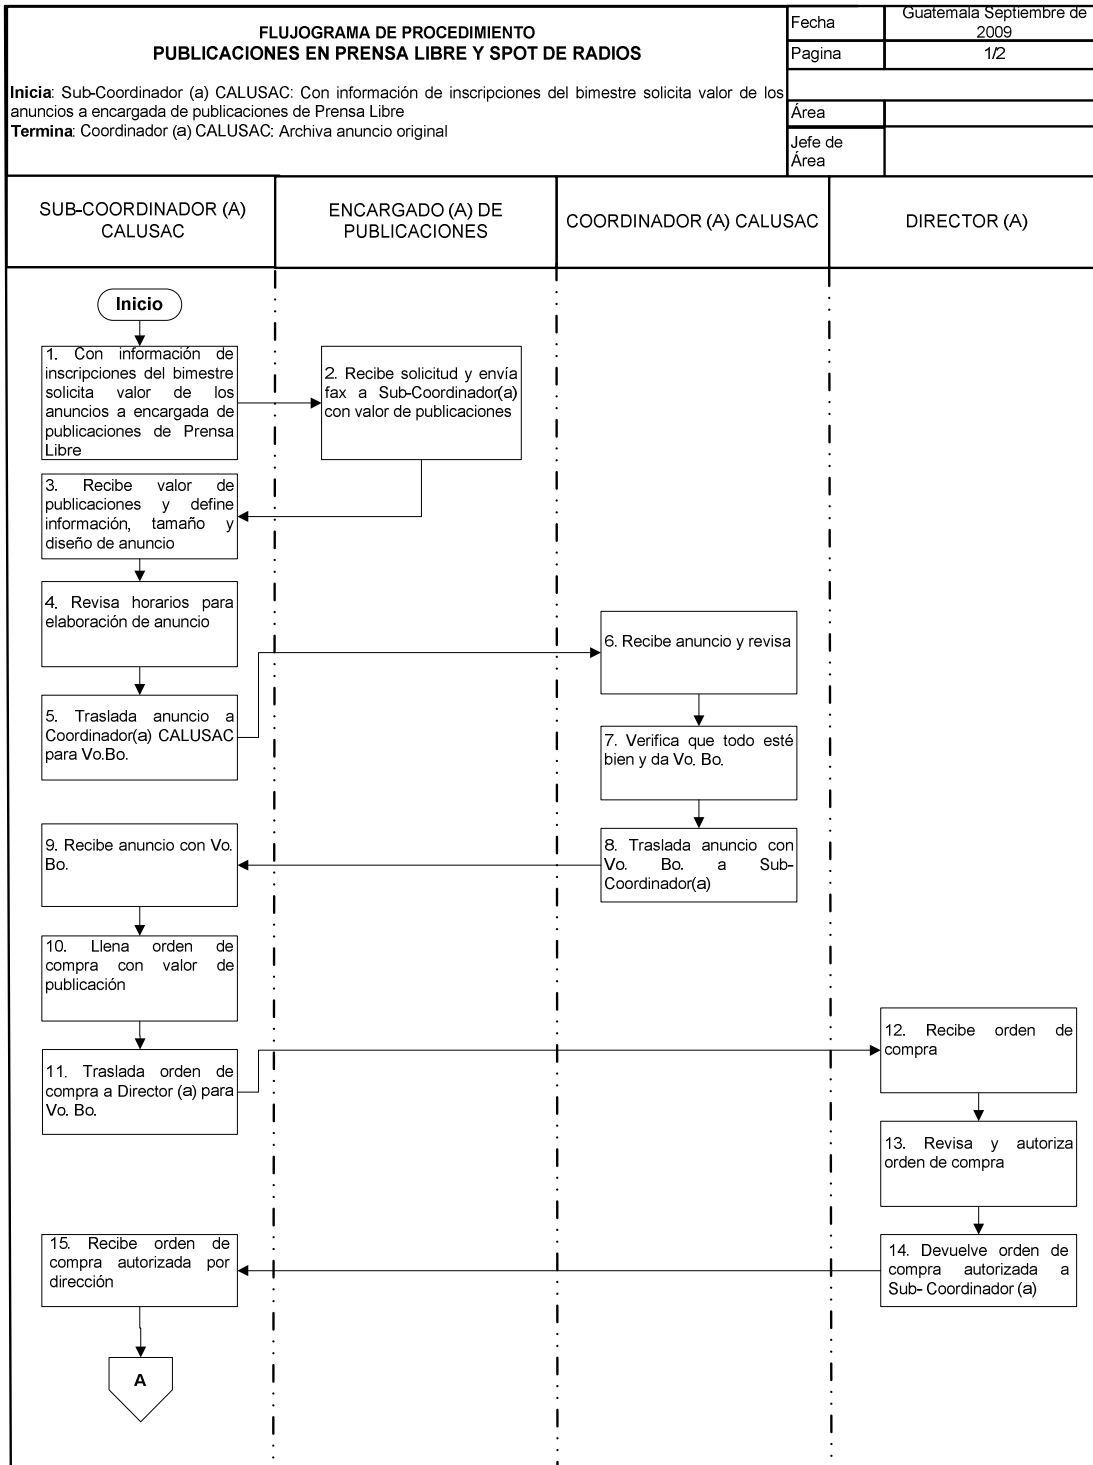 FLUJOGRAMA DE PROCEDIMIENTO
PUBLICACIONES EN PRENSA LIBRE Y SPOT DE RADIOS
Inicia: Sub-Coordinador (a) CALUSAC: Con información de inscripciones del bimestre solicita valor de los
anuncios a encargada de publicaciones de Prensa Libre
Termina: Coordinador (a) CALUSAC: Archiva anuncio original
Fecha
Guatemala Septiembre de
2009
Pagina
1/2
Área
Jefe de
Área
SUB-COORDINADOR (A)
CALUSAC
ENCARGADO (A) DE
PUBLICACIONES
COORDINADOR (A) CALUSAC
DIRECTOR (A)
Inicio
1. Con información de
inscripciones del bimestre
solicita valor de los
anuncios a encargada de
publicaciones de Prensa
Libre
2. Recibe solicitud y envía
fax a Sub-Coordinador(a)
con valor de publicaciones
3. Recibe valor de
publicaciones y define
información, tamaño y
diseño de anuncio
4. Revisa horarios para
elaboración de anuncio
5. Traslada anuncio a
Coordinador(a) CALUSAC
para Vo.Bo.
6. Recibe anuncio y revisa
7. Verifica que todo esté
bien y da Vo. Bo.
8. Traslada anuncio con
Vo. Bo. a Sub-
Coordinador(a)
9. Recibe anuncio con Vo.
Bo.
10. Llena orden de
compra con valor de
publicación
11. Traslada orden de
compra a Director (a) para
Vo. Bo.
12. Recibe orden de
compra
13. Revisa y autoriza
orden de compra
14. Devuelve orden de
compra autorizada a
Sub- Coordinador (a)
15. Recibe orden de
compra autorizada por
dirección
A